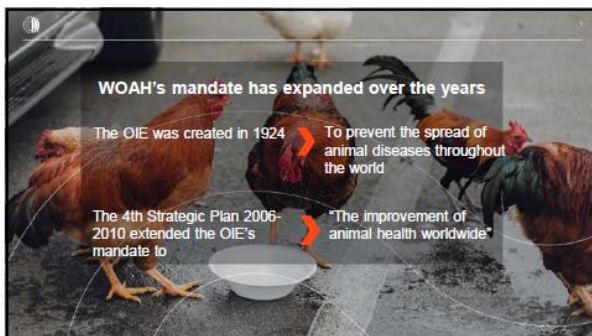 WOAH's mandate has expanded over the years
The OIE was created in 1924
To prevent the spread of
animal diseases throughout
the world
The 4th Strategic Plan 2006-
2010 extended the OIE's
mandate to
“The improvement of
animal health worldwide”